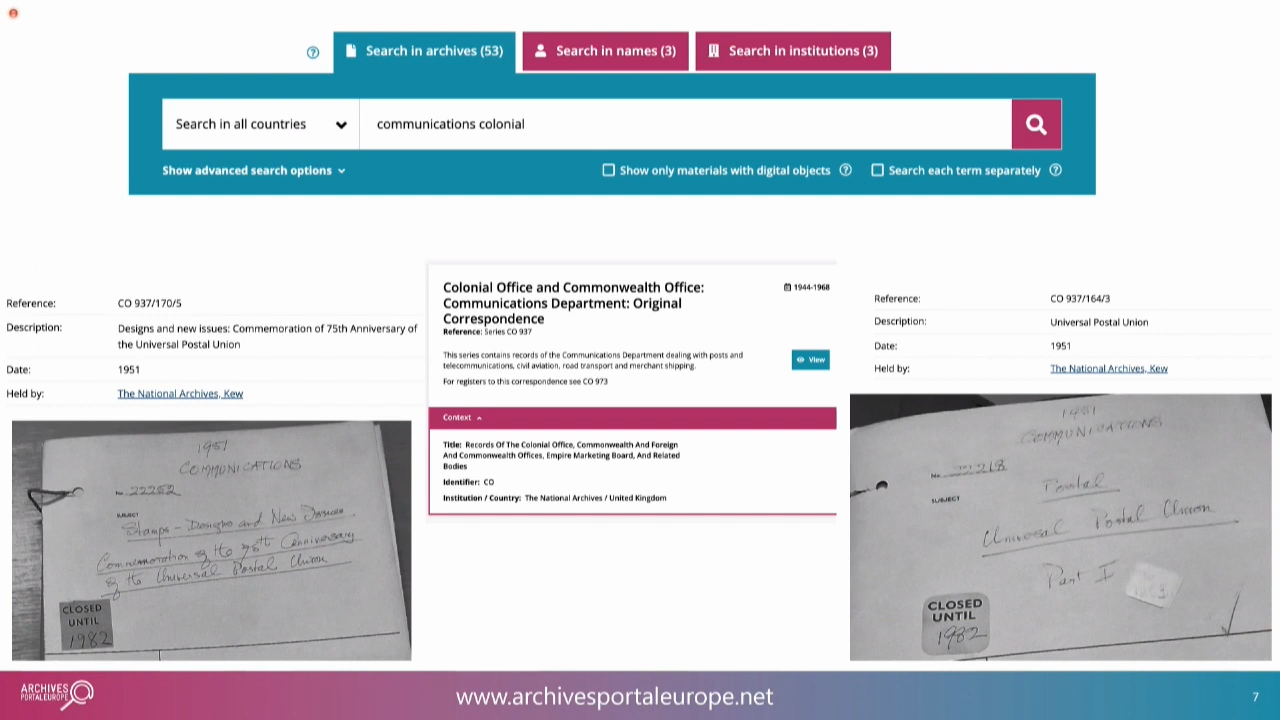 Search in archives (53)
Search in names (3)
Search in institutions (3)
Search in all countries
communications colonial
Show advanced search options
Show only materials with digital objects
Search each term separately
Reference: CO 937/170/5
Description: Designs and new issues: Commemoration of 75th Anniversary of
the Universal Postal Union
Date: 1951
Held by: The National Archives, Kew
1951
COMMUNICATIONS
No. 22252
SUBJECT
Stamps - Designs and New Issues
Commemoration of the 75th Anniversary
of the Universal Postal Union
CLOSED
UNTIL
1982
Colonial Office and Commonwealth Office:
Communications Department: Original
Correspondence
1944-1968
Reference: Series CO 937
This series contains records of the Communications Department dealing with posts and
telecommunications, civil aviation, road transport and merchant shipping.
View
For registers to this correspondence see CO 973
Context
Title: Records Of The Colonial Office, Commonwealth And Foreign
And Commonwealth Offices, Empire Marketing Board, And Related
Bodies
Identifier: CO
Institution / Country: The National Archives / United Kingdom
Reference: CO 937/164/3
Description: Universal Postal Union
Date: 1951
Held by: The National Archives, Kew
1951
COMMUNICATIONS
No. 22218
SUBJECT
Postal
Universal Postal Union
Part I
CLOSED
UNTIL
1982
ARCHIVES
PORTALEUROPE
www.archivesportaleurope.net
7